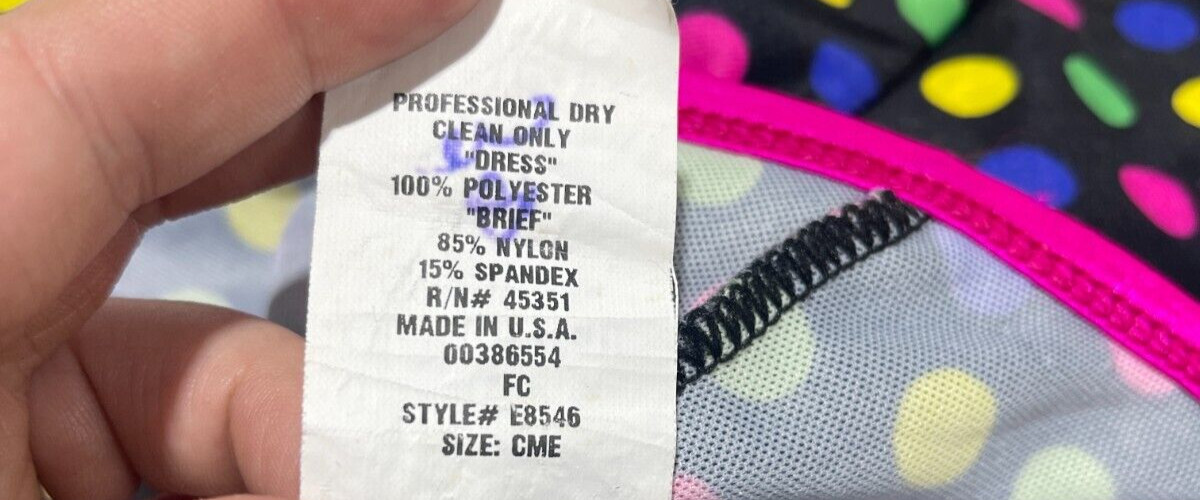 PROFESSIONAL DRY
CLEAN ONLY
"DRESS"
100% POLYESTER
"BRIEF"
85% NYLON
15% SPANDEX
R/N# 45351
MADE IN U.S.A.
00386554
FC
STYLE# E8546
SIZE: CME